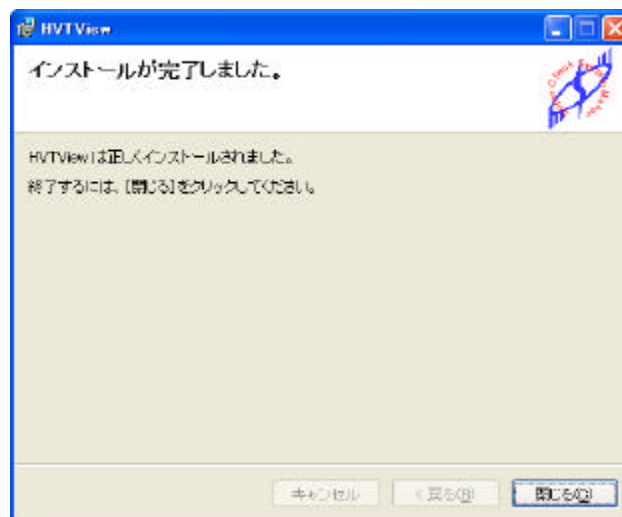 HVTView
インストールが完了しました。
HVTViewは正しくインストールされました。
終了するには、[閉じる]をクリックしてください。
キャンセル
< 戻る(B)
閉じる(C)